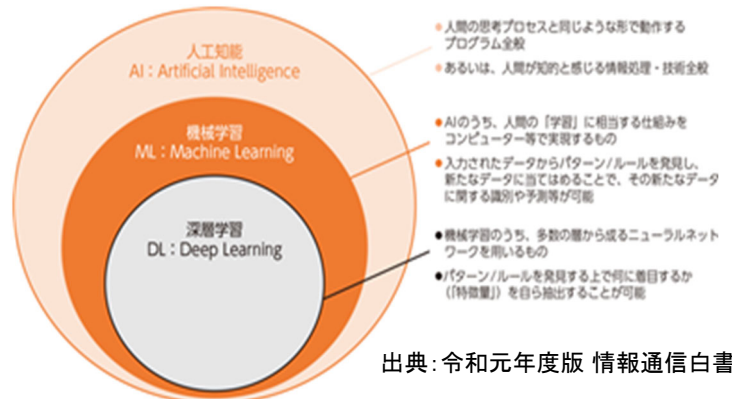 人工知能
AI：Artificial Intelligence
機械学習
ML：Machine Learning
深層学習
DL：Deep Learning
●人間の思考プロセスと同じような形で動作する
プログラム全般
●あるいは、人間が知的と感じる情報処理・技術全般
●AIのうち、人間の「学習」に相当する仕組みを
コンピューター等で実現するもの
●入力されたデータからパターン/ルールを発見し、
新たなデータに当てはめることで、その新たなデータ
に関する識別や予測等が可能
●機械学習のうち、多数の層から成るニューラルネット
ワークを用いるもの
●パターン/ルールを発見する上で何に着目するか
（「特徴量」）を自ら抽出することが可能
出典：令和元年度版 情報通信白書